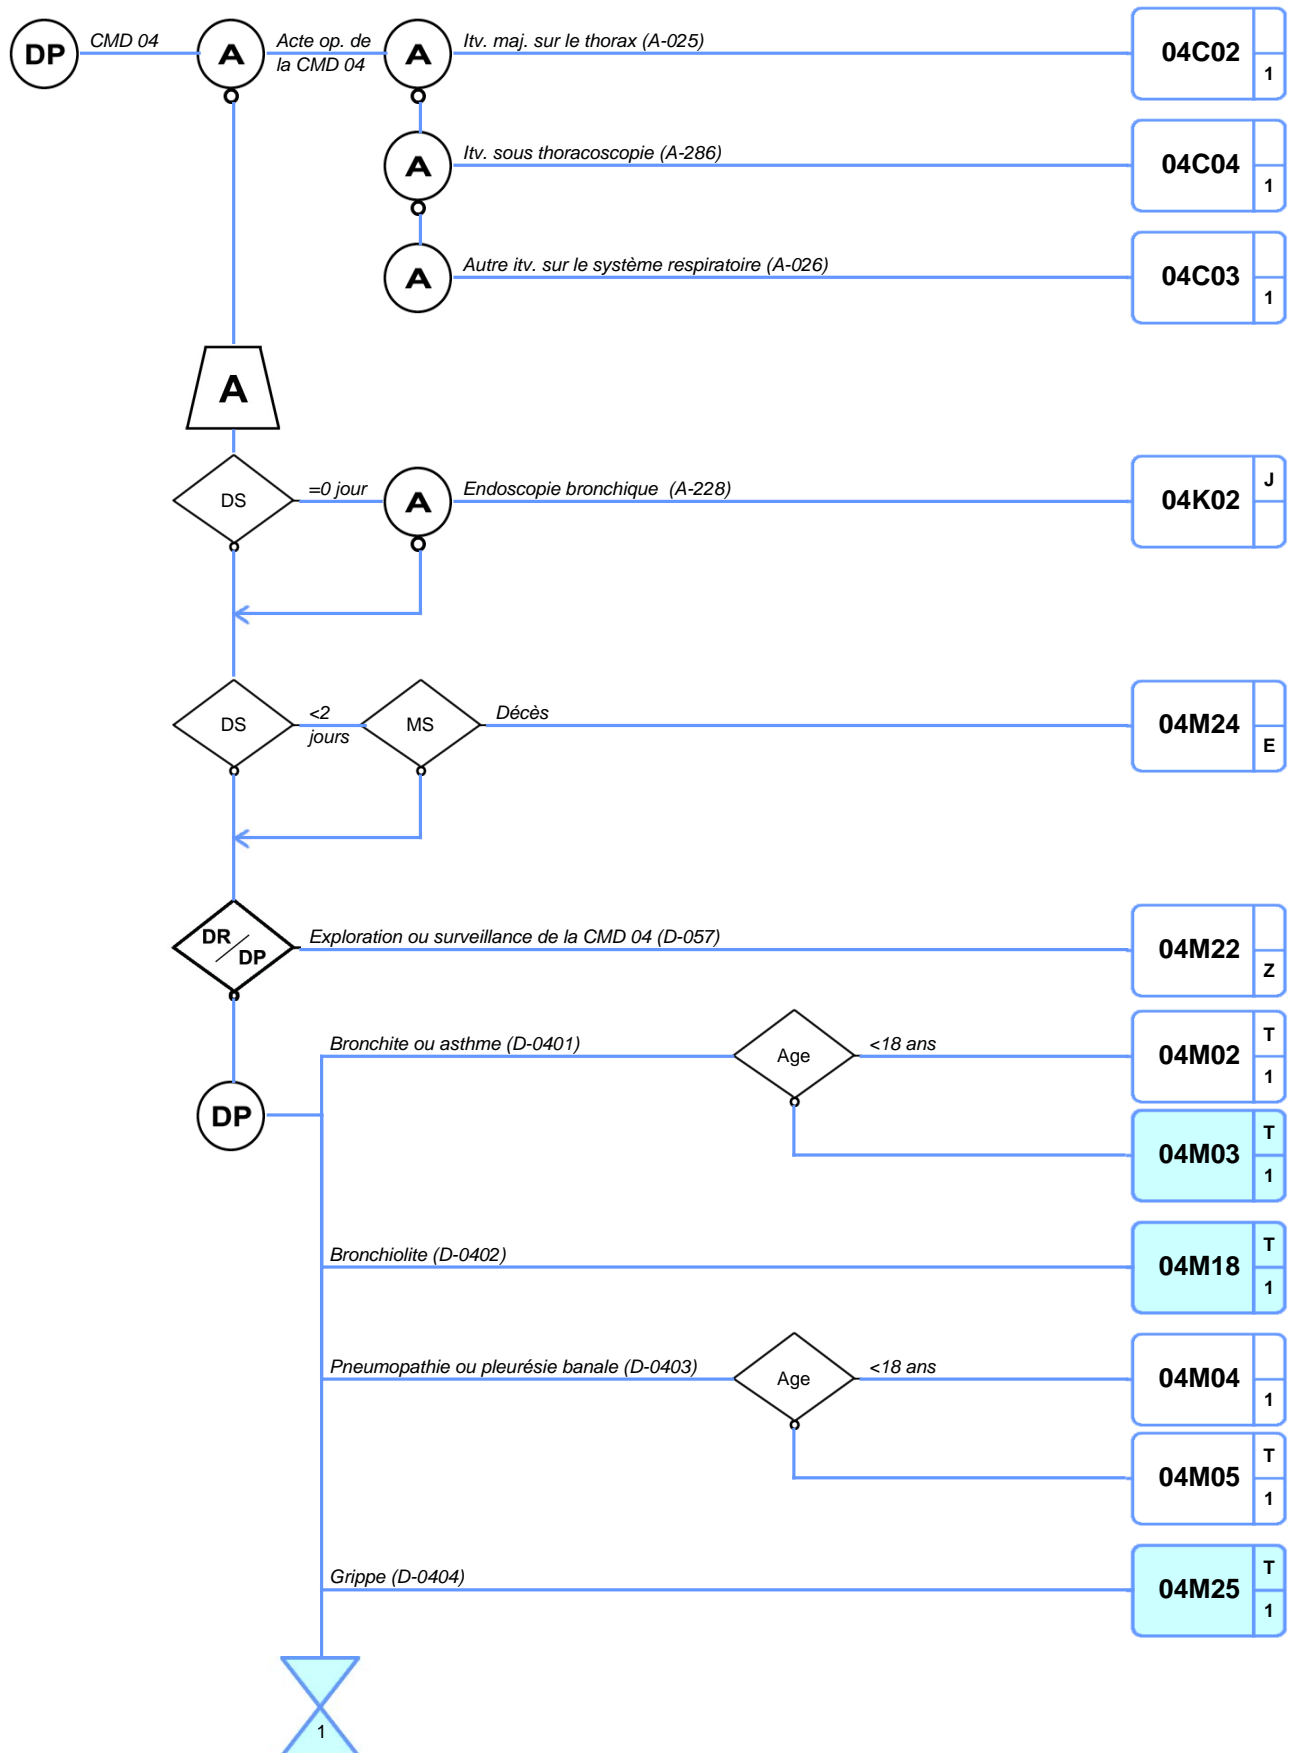 DP
CMD 04
A
Acte op. de
la CMD 04
A
Itv. maj. sur le thorax (A-025)
04C02
1
A
Itv. sous thoracoscopie (A-286)
04C04
1
A
Autre itv. sur le système respiratoire (A-026)
04C03
1
A
DS
=0 jour
A
Endoscopie bronchique (A-228)
04K02
J
DS
<2
jours
MS
Décès
04M24
E
DR
DP
Exploration ou surveillance de la CMD 04 (D-057)
04M22
Z
DP
Bronchite ou asthme (D-0401)
Age
<18 ans
04M02
T
1
04M03
T
1
Bronchiolite (D-0402)
04M18
T
1
Pneumopathie ou pleurésie banale (D-0403)
Age
<18 ans
04M04
1
04M05
T
1
Grippe (D-0404)
04M25
T
1
1